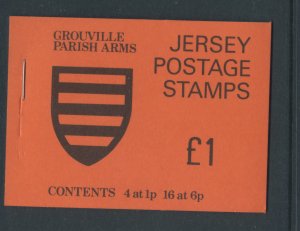 GROUVILLE
PARISH ARMS
JERSEY
POSTAGE
STAMPS
£1
CONTENTS 4 at 1p 16 at 6p